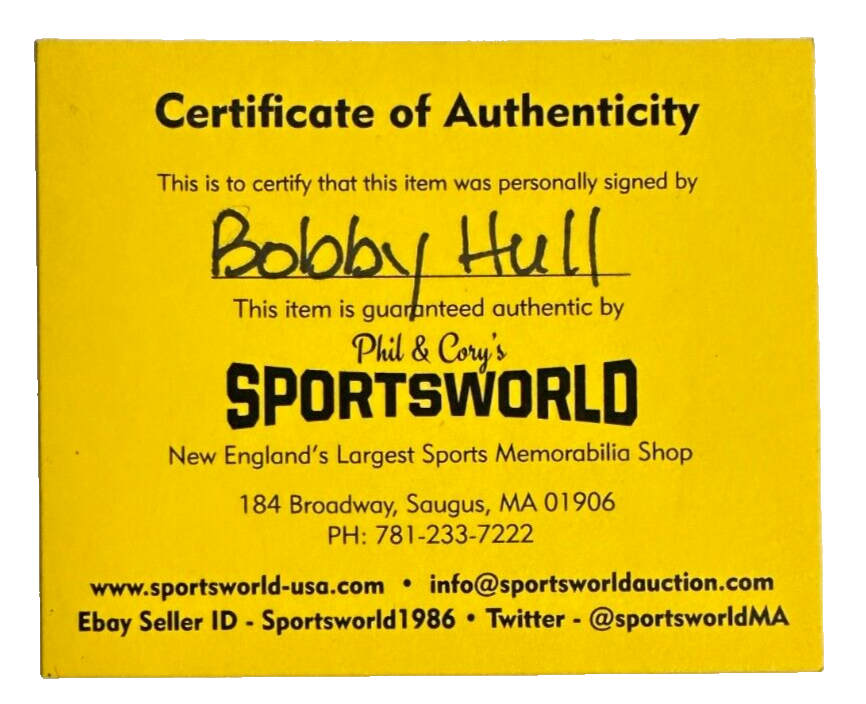 Certificate of Authenticity
This is to certify that this item was personally signed by
Bobby Hull
This item is guaranteed authentic by
Phil & Cory's
SPORTSWORLD
New England's Largest Sports Memorabilia Shop
184 Broadway, Saugus, MA 01906
PH: 781-233-7222
www.sportsworld-usa.com • info@sportsworldauction.com
Ebay Seller ID - Sportsworld1986 • Twitter - @sportsworldMA